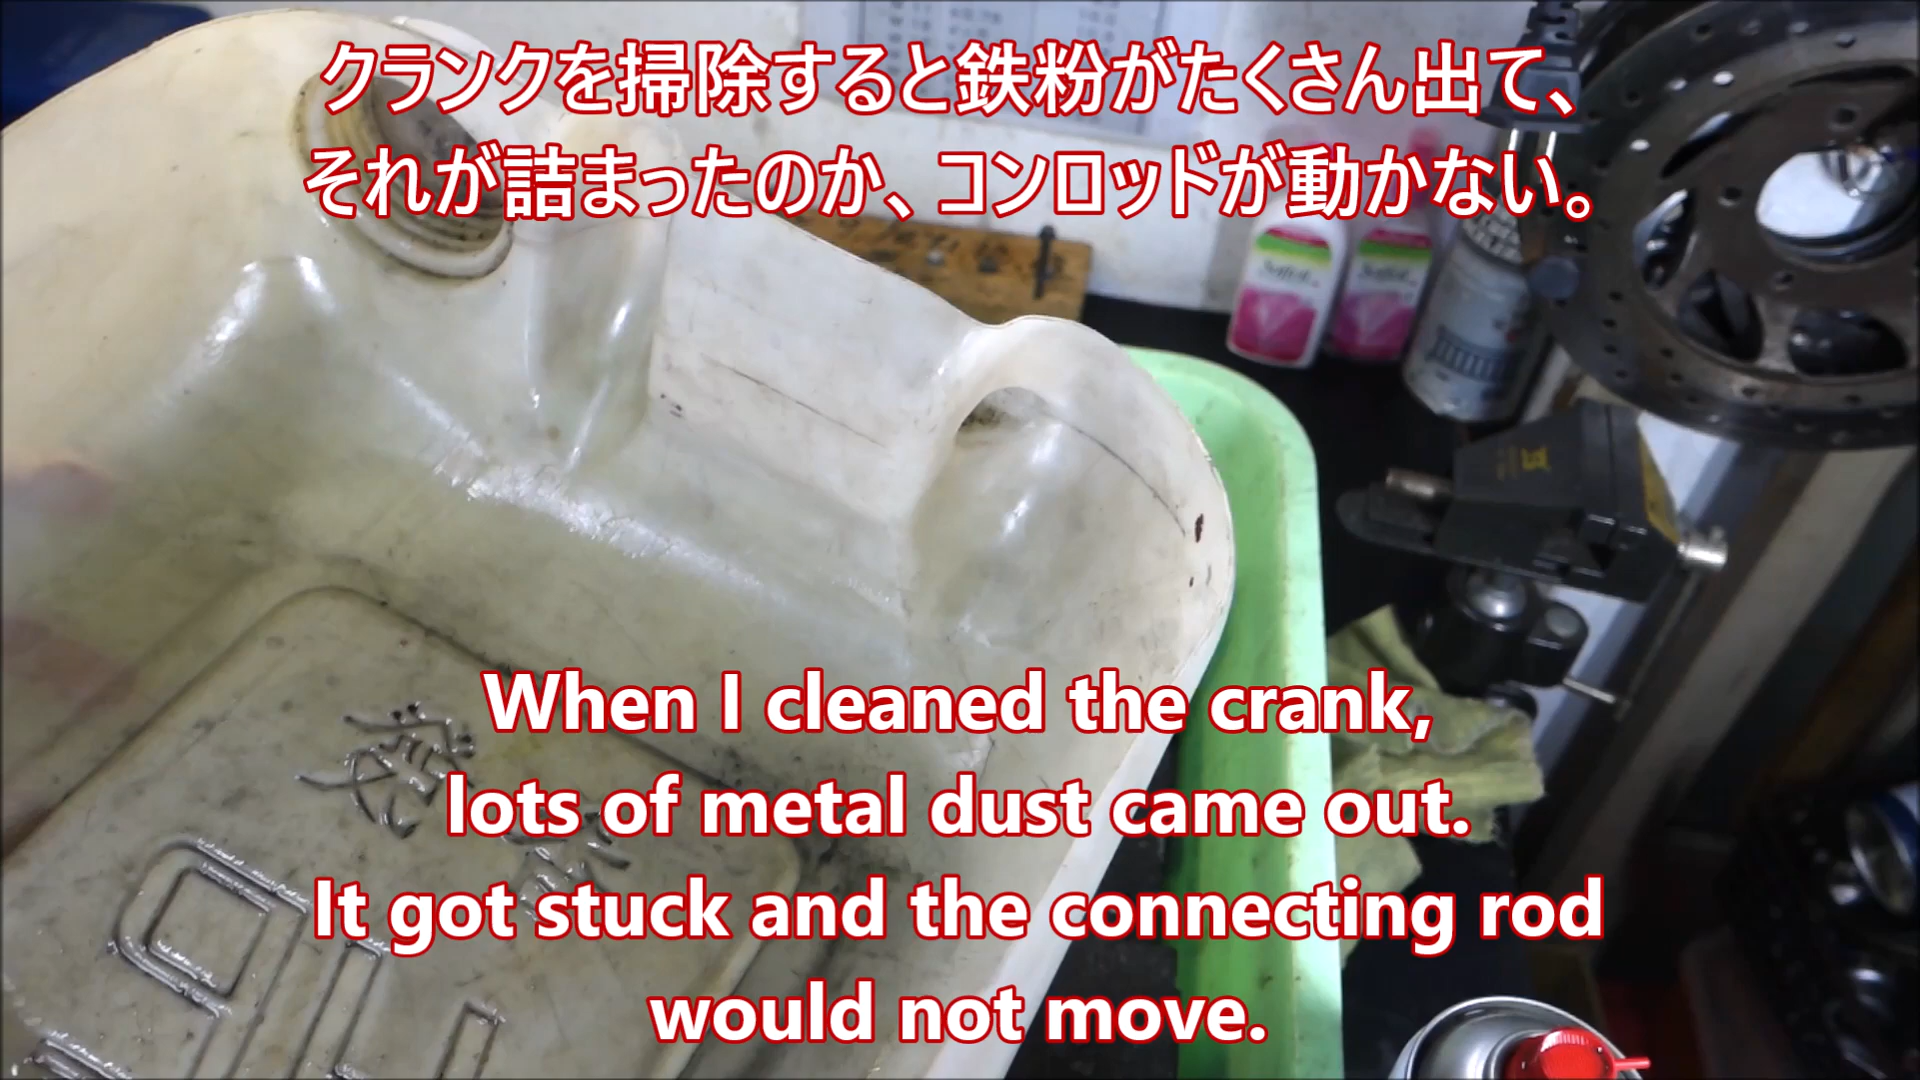 クランクを掃除すると鉄粉がたくさん出て、
それが詰まったのか、コンロッドが動かない。
When I cleaned the crank,
lots of metal dust came out.
It got stuck and the connecting rod
would not move.